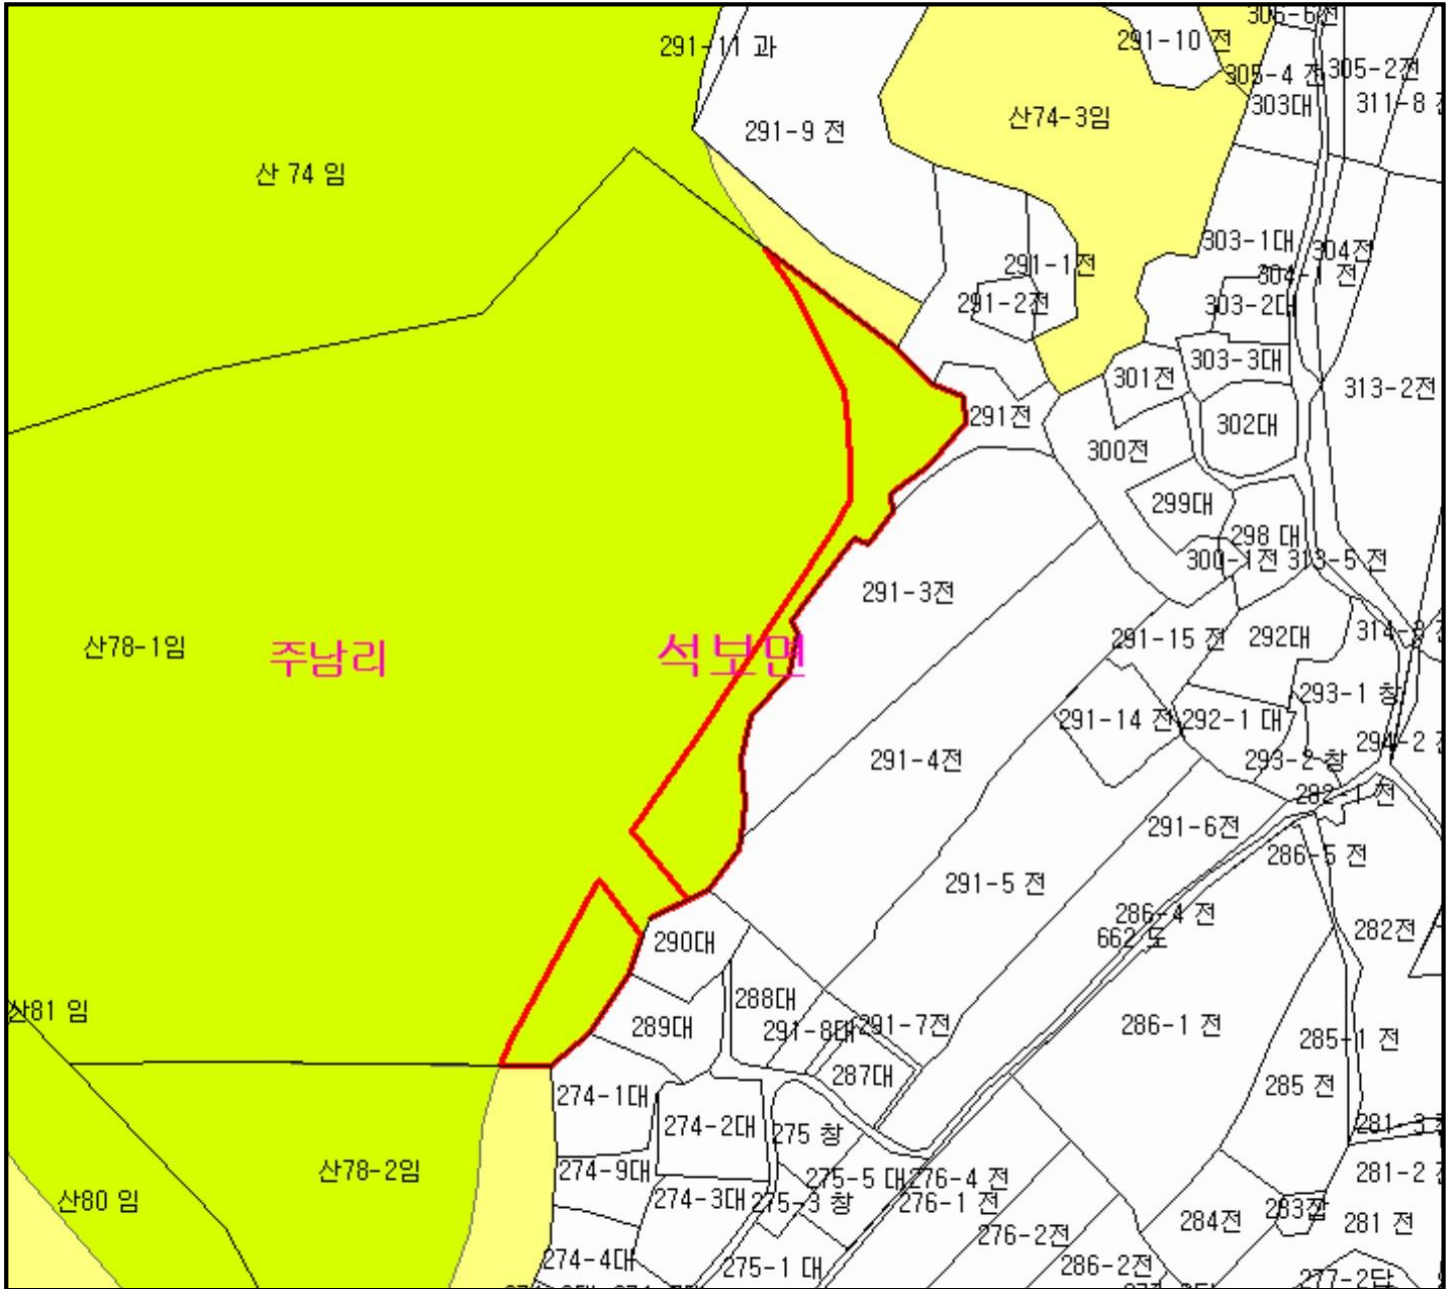 306-6전
291-11 과
291-10 전
305-4 전
305-2전
303대
311-8
291-9 전
산74-3임
산 74 임
303-1대
304전
291-1전
304-1 전
291-2전
303-2대
303-3대
301전
313-2전
291전
302대
300전
299대
298 대
300-1전
313-5 전
291-3전
산78-1임
주남리
석보면
291-15 전
292대
314-3
293-1 창
291-14 전
292-1 대
294-2
291-4전
293-2 창
282-1 전
291-6전
286-5 전
291-5 전
286-4 전
282전
662 도
290대
288대
산81 임
289대
291-8대
291-7전
286-1 전
285-1 전
287대
285 전
274-1대
274-2대
275 창
281-3
산78-2임
274-9대
275-5 대
276-4 전
281-2
산80 임
274-3대
275-3 창
276-1 전
284전
283잡
281 전
276-2전
274-4대
275-1 대
286-2전
277-2답